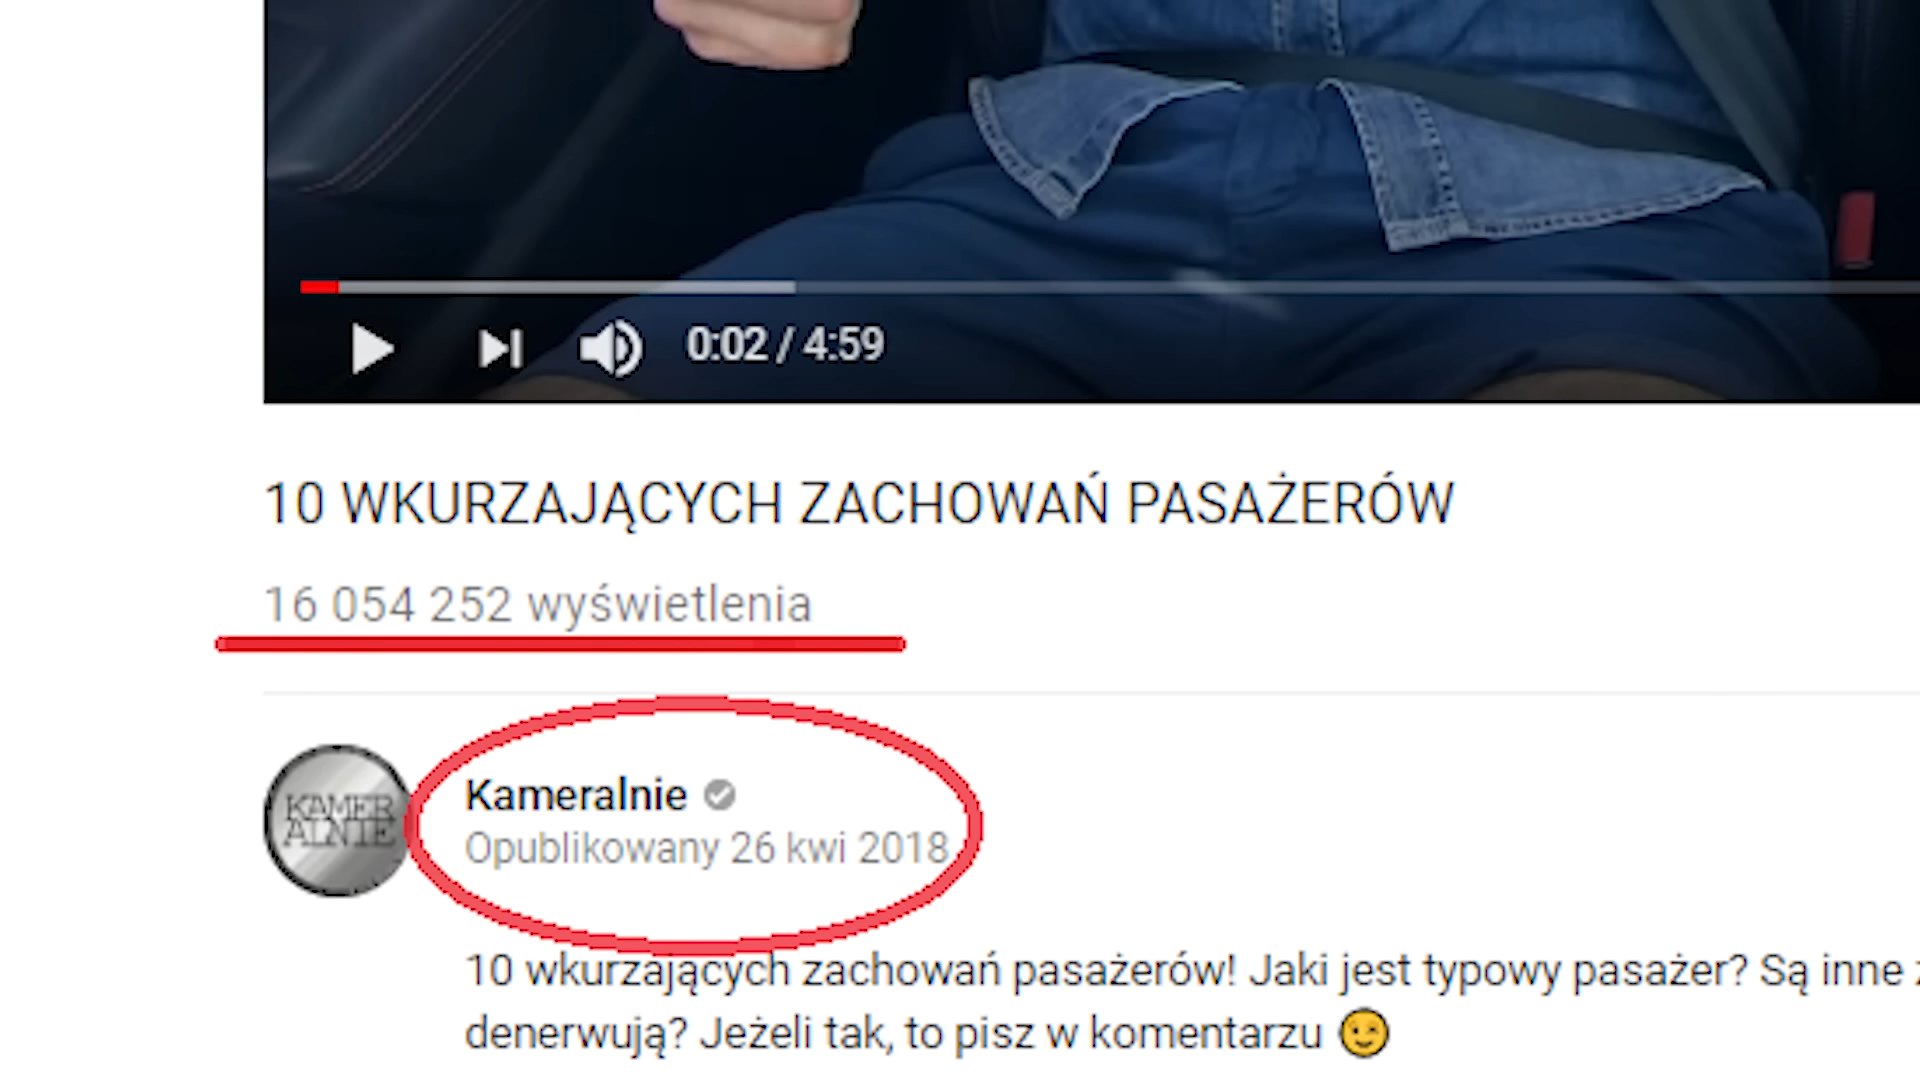 0:02 / 4:59
10 WKURZAJĄCYCH ZACHOWAŃ PASAŻERÓW
16 054 252 wyświetlenia
KAMER
ALNIE
Kameralnie
Opublikowany 26 kwi 2018
10 wkurzających zachowań pasażerów! Jaki jest typowy pasażer? Są inne
denerwują? Jeżeli tak, to pisz w komentarzu 😉